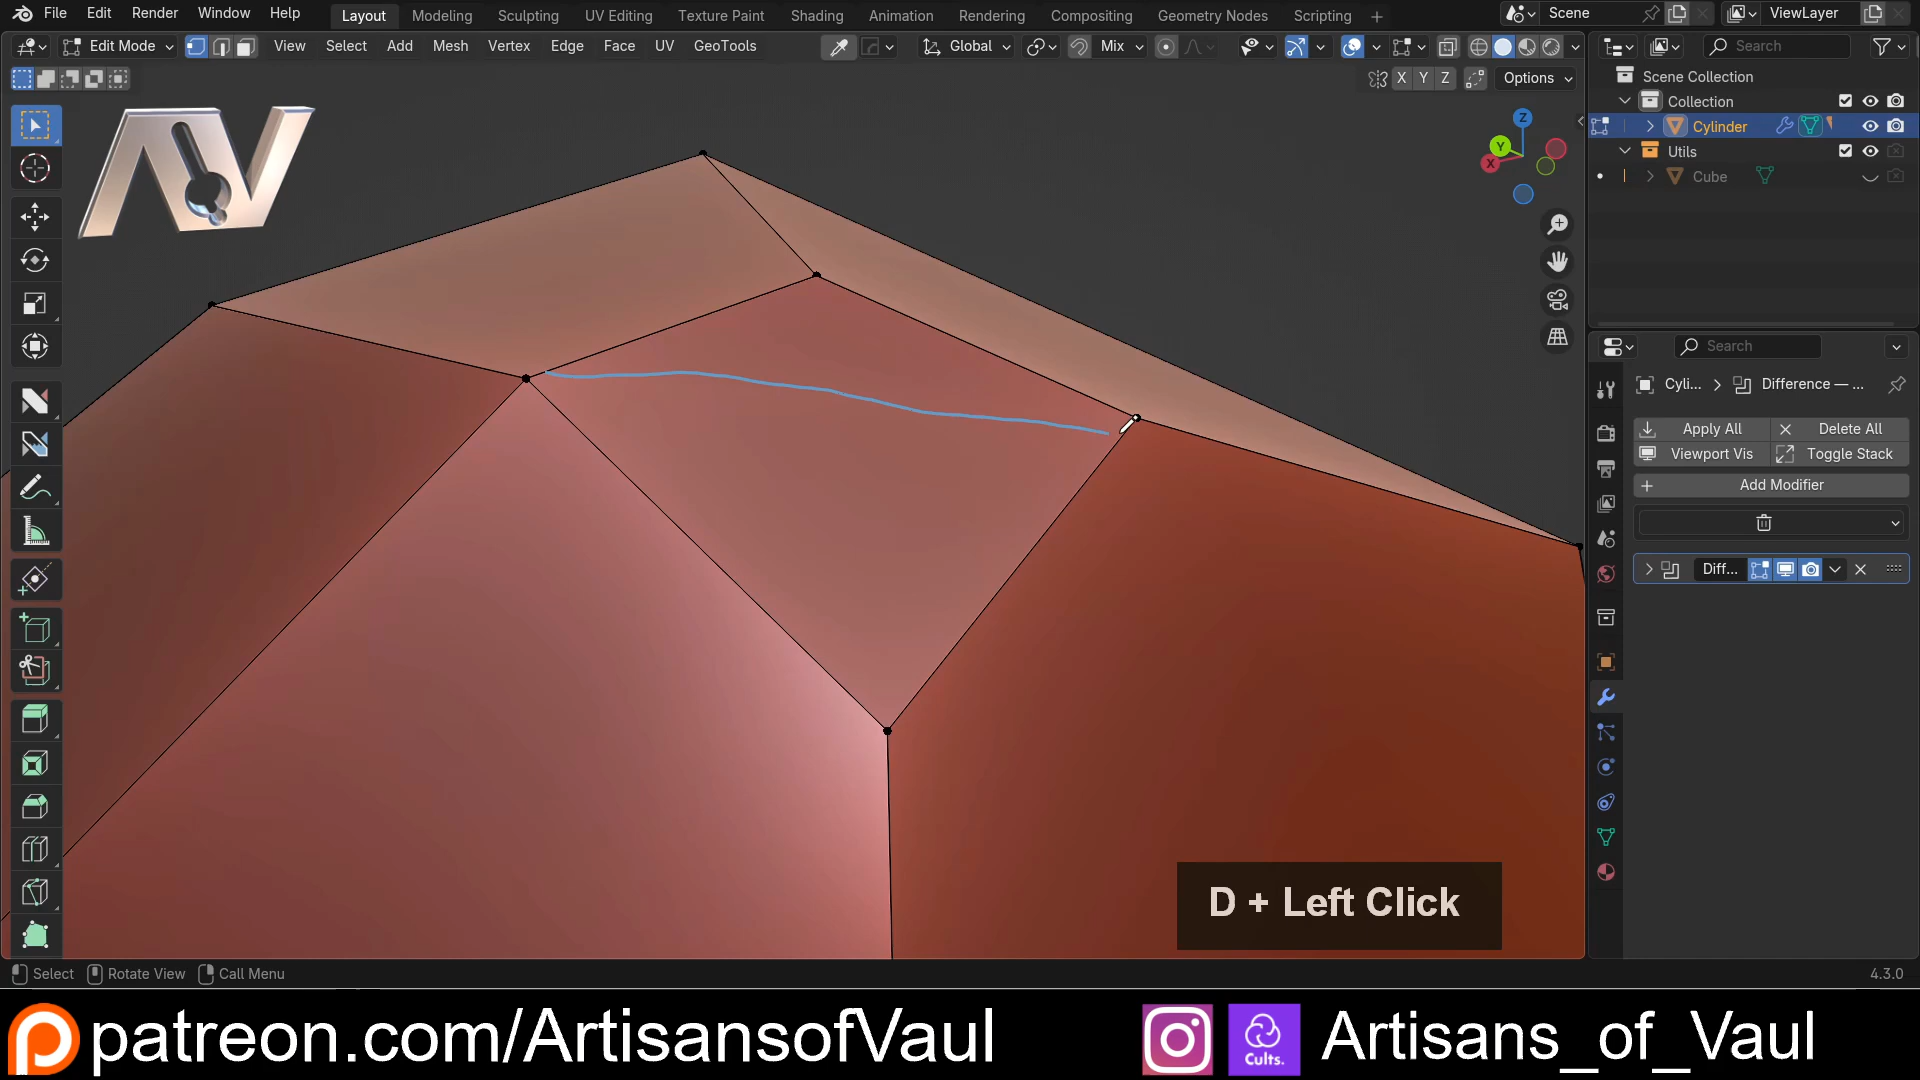 File Edit Render Window Help Layout Modeling Sculpting UV Editing Texture Paint Shading Animation Rendering Compositing Geometry Nodes Scripting + Scene ViewLayer
Edit Mode View Select Add Mesh Vertex Edge Face UV GeoTools Global Mix Search
X Y Z Options
Scene Collection
Collection
Cylinder
Utils
Cube
Z
Y
X
AV
Search
Cyli... > Difference — ...
Apply All Delete All
Viewport Vis Toggle Stack
Add Modifier
Diff...
D + Left Click
Select Rotate View Call Menu 4.3.0
patreon.com/ArtisansofVaul Cults. Artisans_of_Vaul